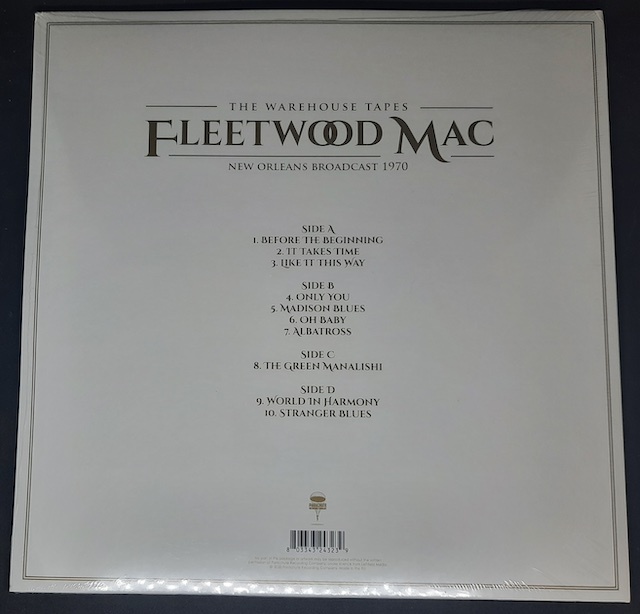 THE WAREHOUSE TAPES
FLEETWOOD MAC
NEW ORLEANS BROADCAST 1970
SIDE A
1. BEFORE THE BEGINNING
2. IT TAKES TIME
3. LIKE IT THIS WAY
SIDE B
4. ONLY YOU
5. MADISON BLUES
6. OH BABY
7. ALBATROSS
SIDE C
8. THE GREEN MANALISHI
SIDE D
9. WORLD IN HARMONY
10. STRANGER BLUES